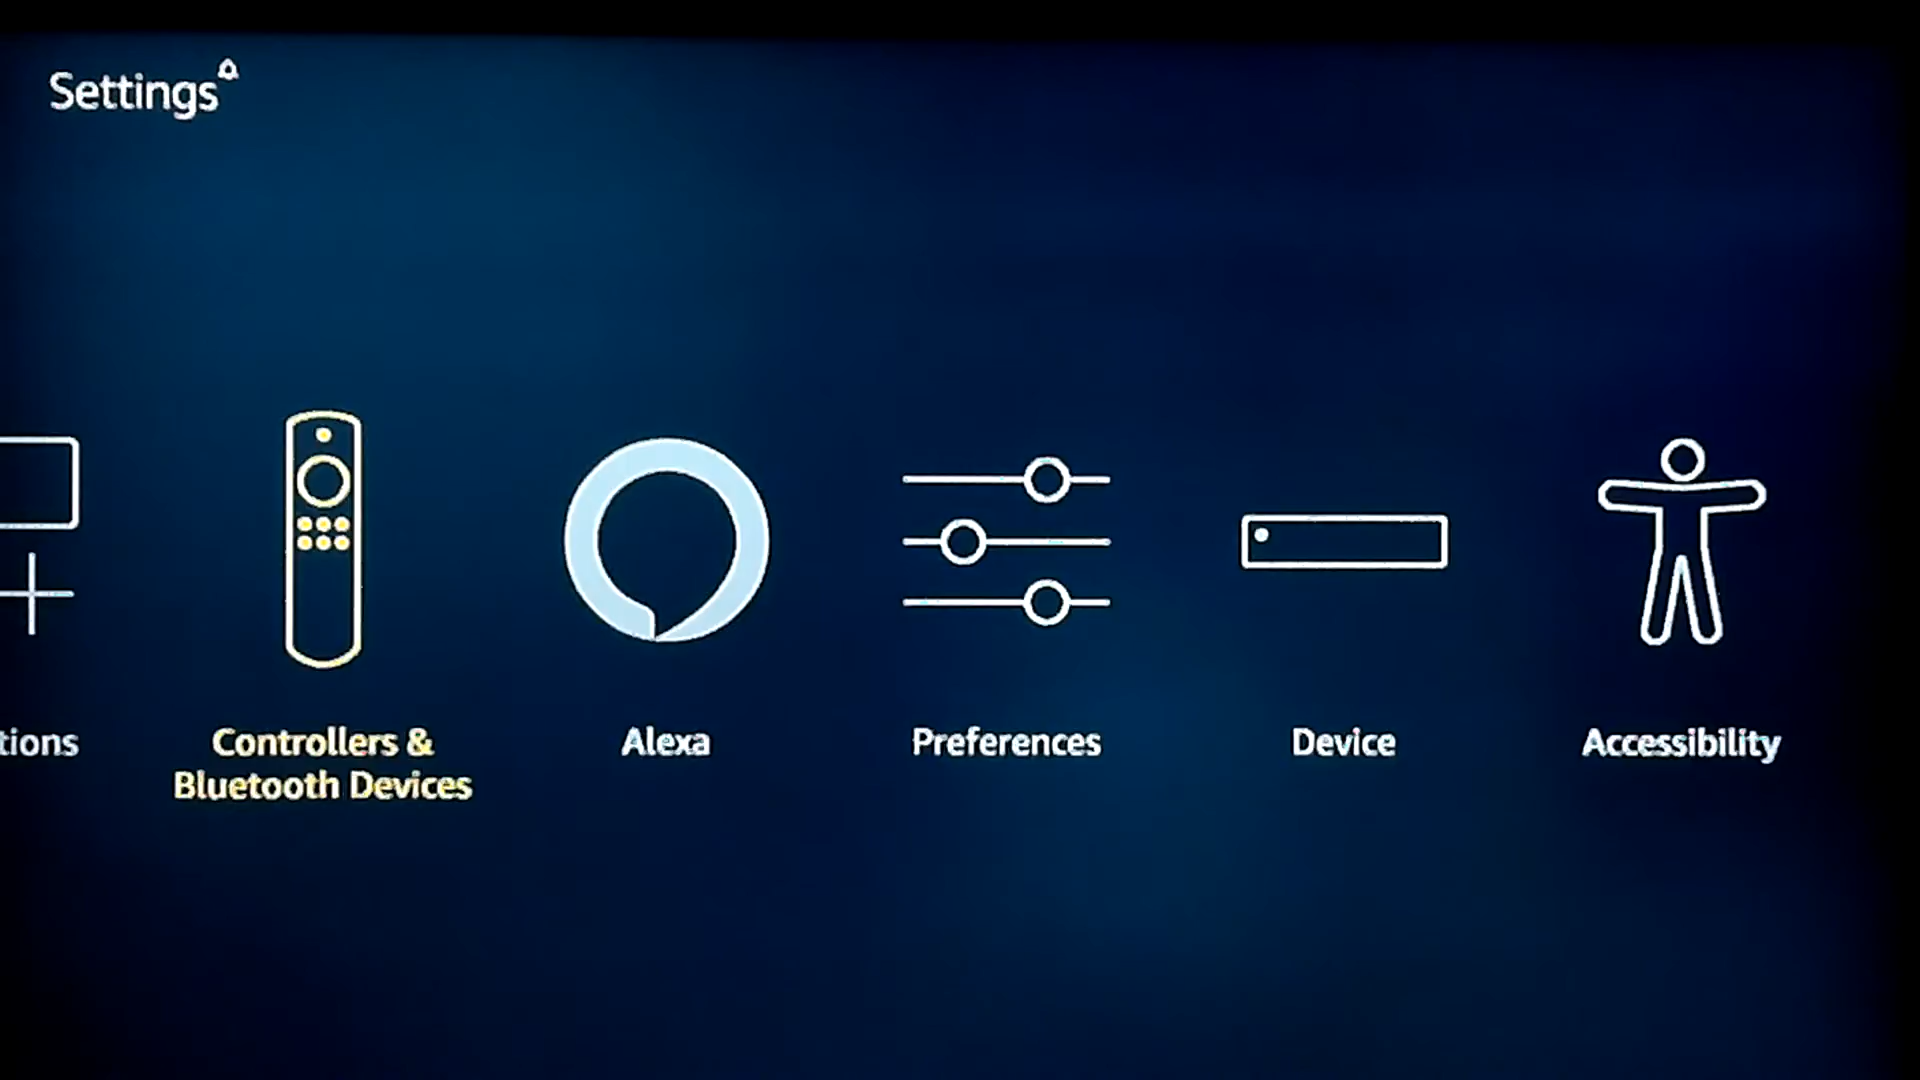 Settings
tions
Controllers &
Bluetooth Devices
Alexa
Preferences
Device
Accessibility